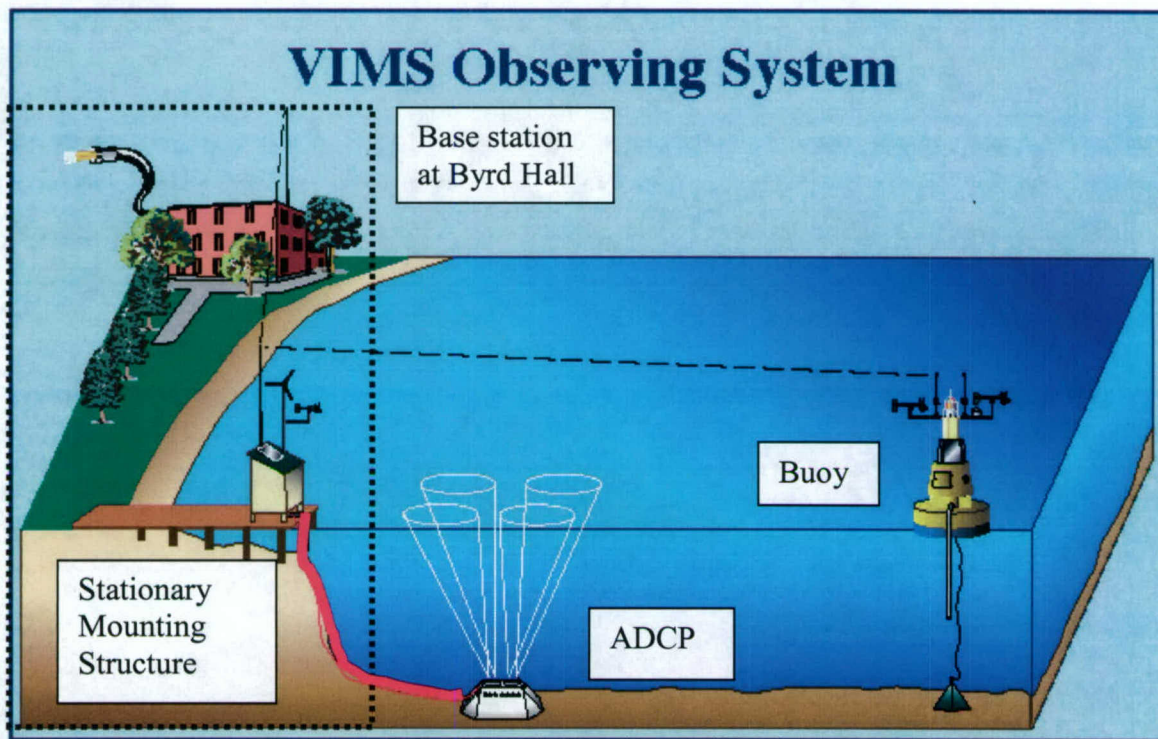 VIMS Observing System
Base station
at Byrd Hall
Buoy
Stationary
Mounting
Structure
ADCP